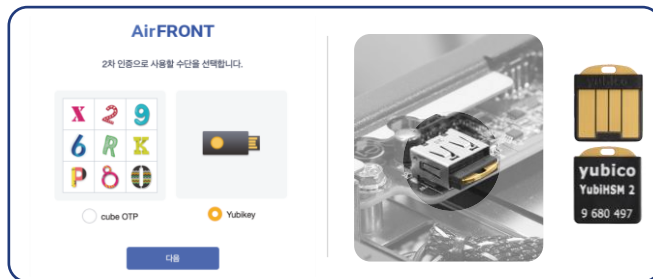 AirFRONT
2차 인증으로 사용할 수단을 선택합니다.
X 2 9
6 R K
P 8 0
cube OTP
Yubikey
다음
yubico
YubiHSM 2
9 680 497